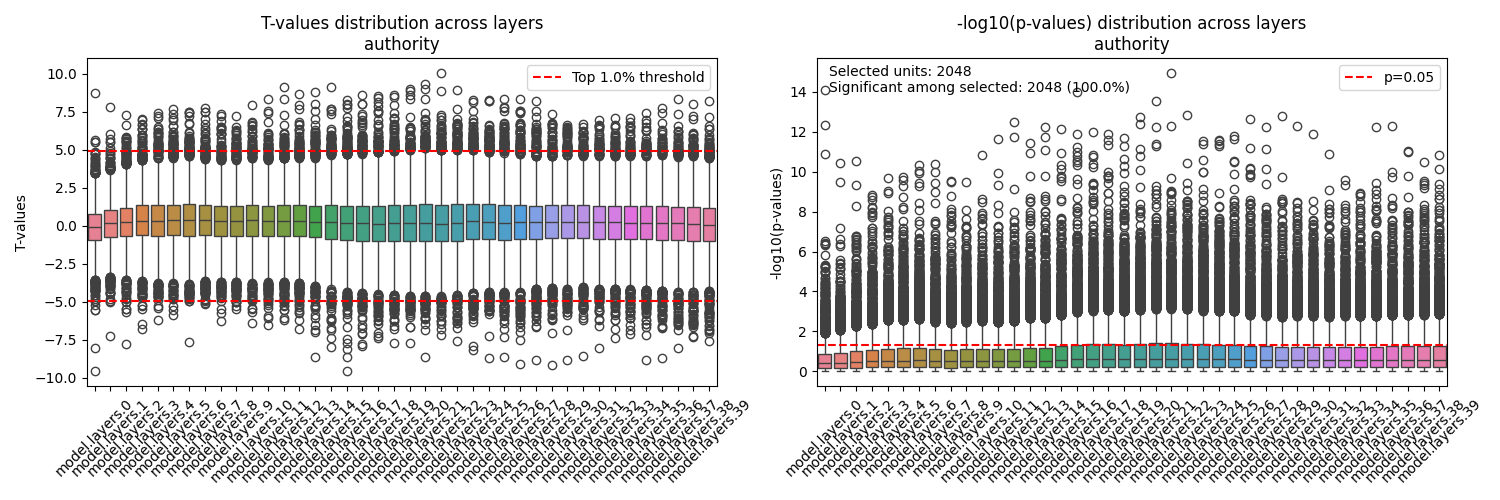 T-values distribution across layers
authority
T-values
10.0
7.5
5.0
2.5
0.0
−2.5
−5.0
−7.5
−10.0
Top 1.0% threshold
model.layers.0
model.layers.1
model.layers.2
model.layers.3
model.layers.4
model.layers.5
model.layers.6
model.layers.7
model.layers.8
model.layers.9
model.layers.10
model.layers.11
model.layers.12
model.layers.13
model.layers.14
model.layers.15
model.layers.16
model.layers.17
model.layers.18
model.layers.19
model.layers.20
model.layers.21
model.layers.22
model.layers.23
model.layers.24
model.layers.25
model.layers.26
model.layers.27
model.layers.28
model.layers.29
model.layers.30
model.layers.31
model.layers.32
model.layers.33
model.layers.34
model.layers.35
model.layers.36
model.layers.37
model.layers.38
model.layers.39
-log10(p-values) distribution across layers
authority
-log10(p-values)
14
12
10
8
6
4
2
0
Selected units: 2048
Significant among selected: 2048 (100.0%)
p=0.05
model.layers.0
model.layers.1
model.layers.2
model.layers.3
model.layers.4
model.layers.5
model.layers.6
model.layers.7
model.layers.8
model.layers.9
model.layers.10
model.layers.11
model.layers.12
model.layers.13
model.layers.14
model.layers.15
model.layers.16
model.layers.17
model.layers.18
model.layers.19
model.layers.20
model.layers.21
model.layers.22
model.layers.23
model.layers.24
model.layers.25
model.layers.26
model.layers.27
model.layers.28
model.layers.29
model.layers.30
model.layers.31
model.layers.32
model.layers.33
model.layers.34
model.layers.35
model.layers.36
model.layers.37
model.layers.38
model.layers.39